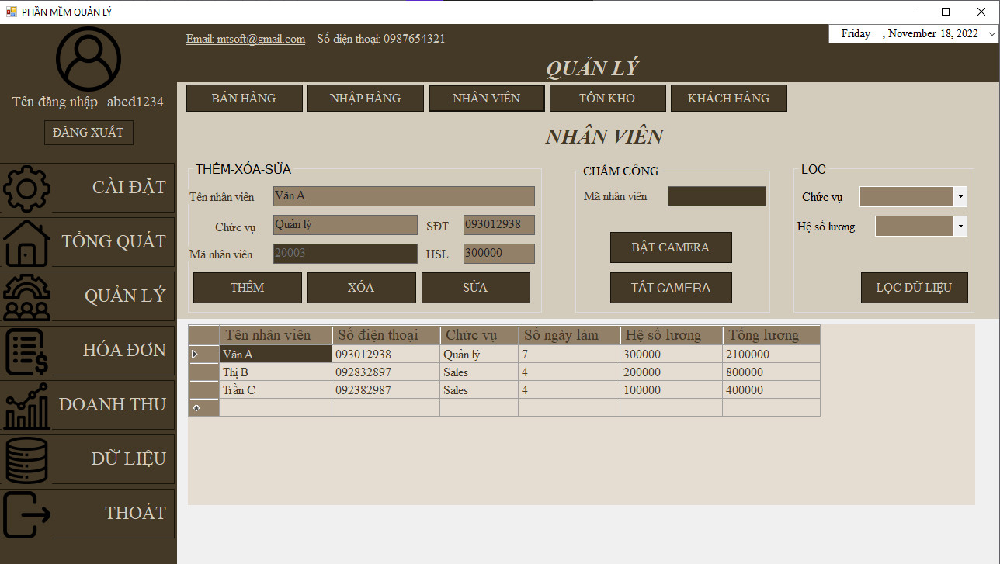 PHẦN MỀM QUẢN LÝ
Email: mtsoft@gmail.com Số điện thoại: 0987654321
Friday , November 18, 2022
QUẢN LÝ
Tên đăng nhập abcd1234
ĐĂNG XUẤT
CÀI ĐẶT
TỔNG QUÁT
QUẢN LÝ
HÓA ĐƠN
DOANH THU
DỮ LIỆU
THOÁT
BÁN HÀNG NHẬP HÀNG NHÂN VIÊN TỒN KHO KHÁCH HÀNG
NHÂN VIÊN
THÊM-XÓA-SỬA
Tên nhân viên Văn A
Chức vụ Quản lý SĐT 093012938
Mã nhân viên 20003 HSL 300000
THÊM XÓA SỬA
CHẤM CÔNG
Mã nhân viên
BẬT CAMERA
TẮT CAMERA
LỌC
Chức vụ
Hệ số lương
LỌC DỮ LIỆU
Tên nhân viên Số điện thoại Chức vụ Số ngày làm Hệ số lương Tổng lương
Văn A 093012938 Quản lý 7 300000 2100000
Thị B 092832897 Sales 4 200000 800000
Trần C 092382987 Sales 4 100000 400000